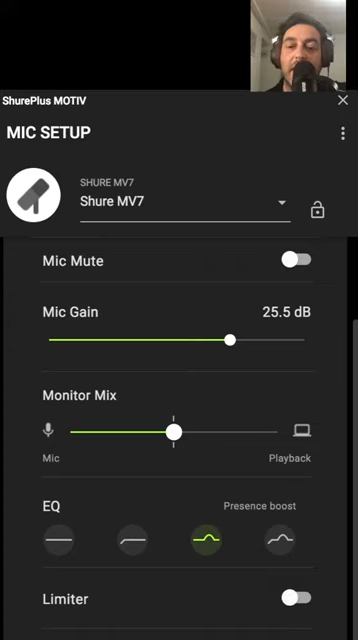 ShurePlus MOTIV
MIC SETUP
SHURE MV7
Shure MV7
Mic Mute
Mic Gain 25.5 dB
Monitor Mix
Mic Playback
EQ Presence boost
Limiter